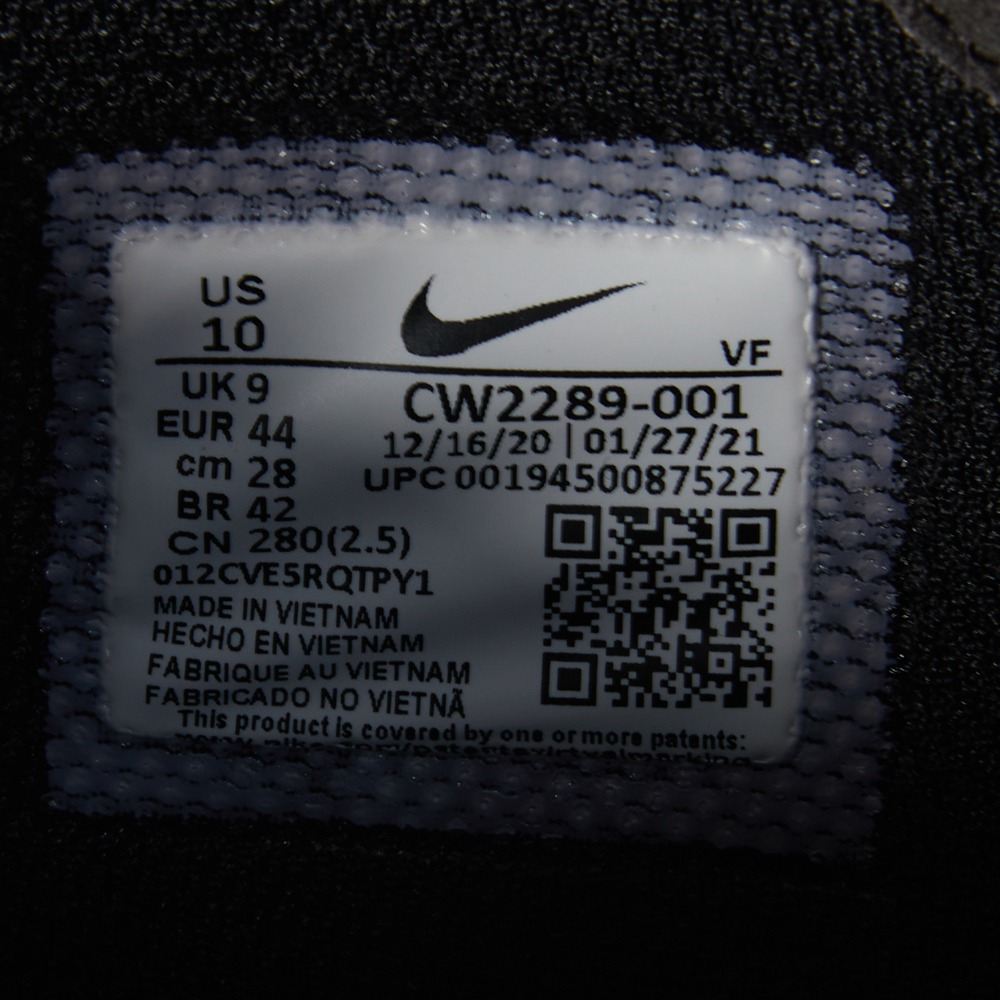 US
10
VF
UK 9
CW2289-001
EUR 44
12/16/20 | 01/27/21
cm 28
UPC 00194500875227
BR 42
CN 280(2.5)
012CVE5RQTPY1
MADE IN VIETNAM
HECHO EN VIETNAM
FABRIQUE AU VIETNAM
FABRICADO NO VIETNÃ
This product is covered by one or more patents: